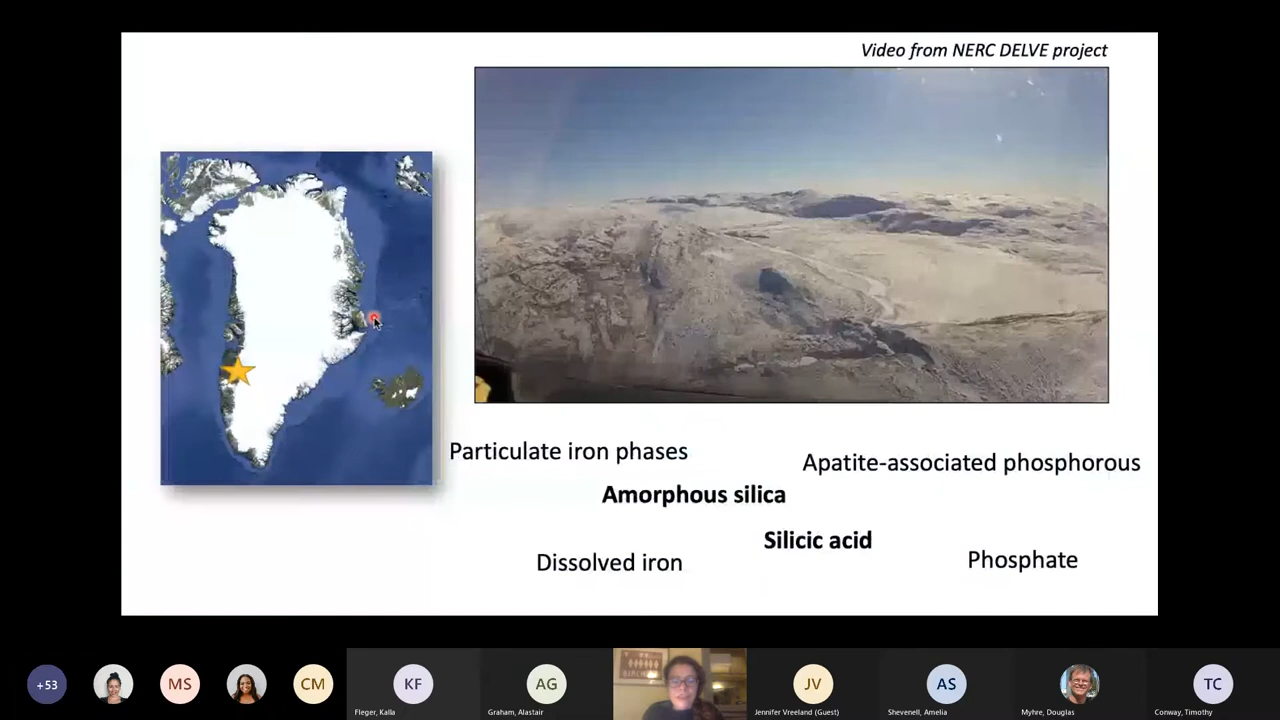 Video from NERC DELVE project
Particulate iron phases
Apatite-associated phosphorous
Amorphous silica
Silicic acid
Dissolved iron
Phosphate
+53
MS
CM
KF
AG
JV
AS
TC
Fleger, Kalla
Graham, Alastair
Jennifer Vreeland (Guest)
Shevenell, Amelia
Myhre, Douglas
Conway, Timothy